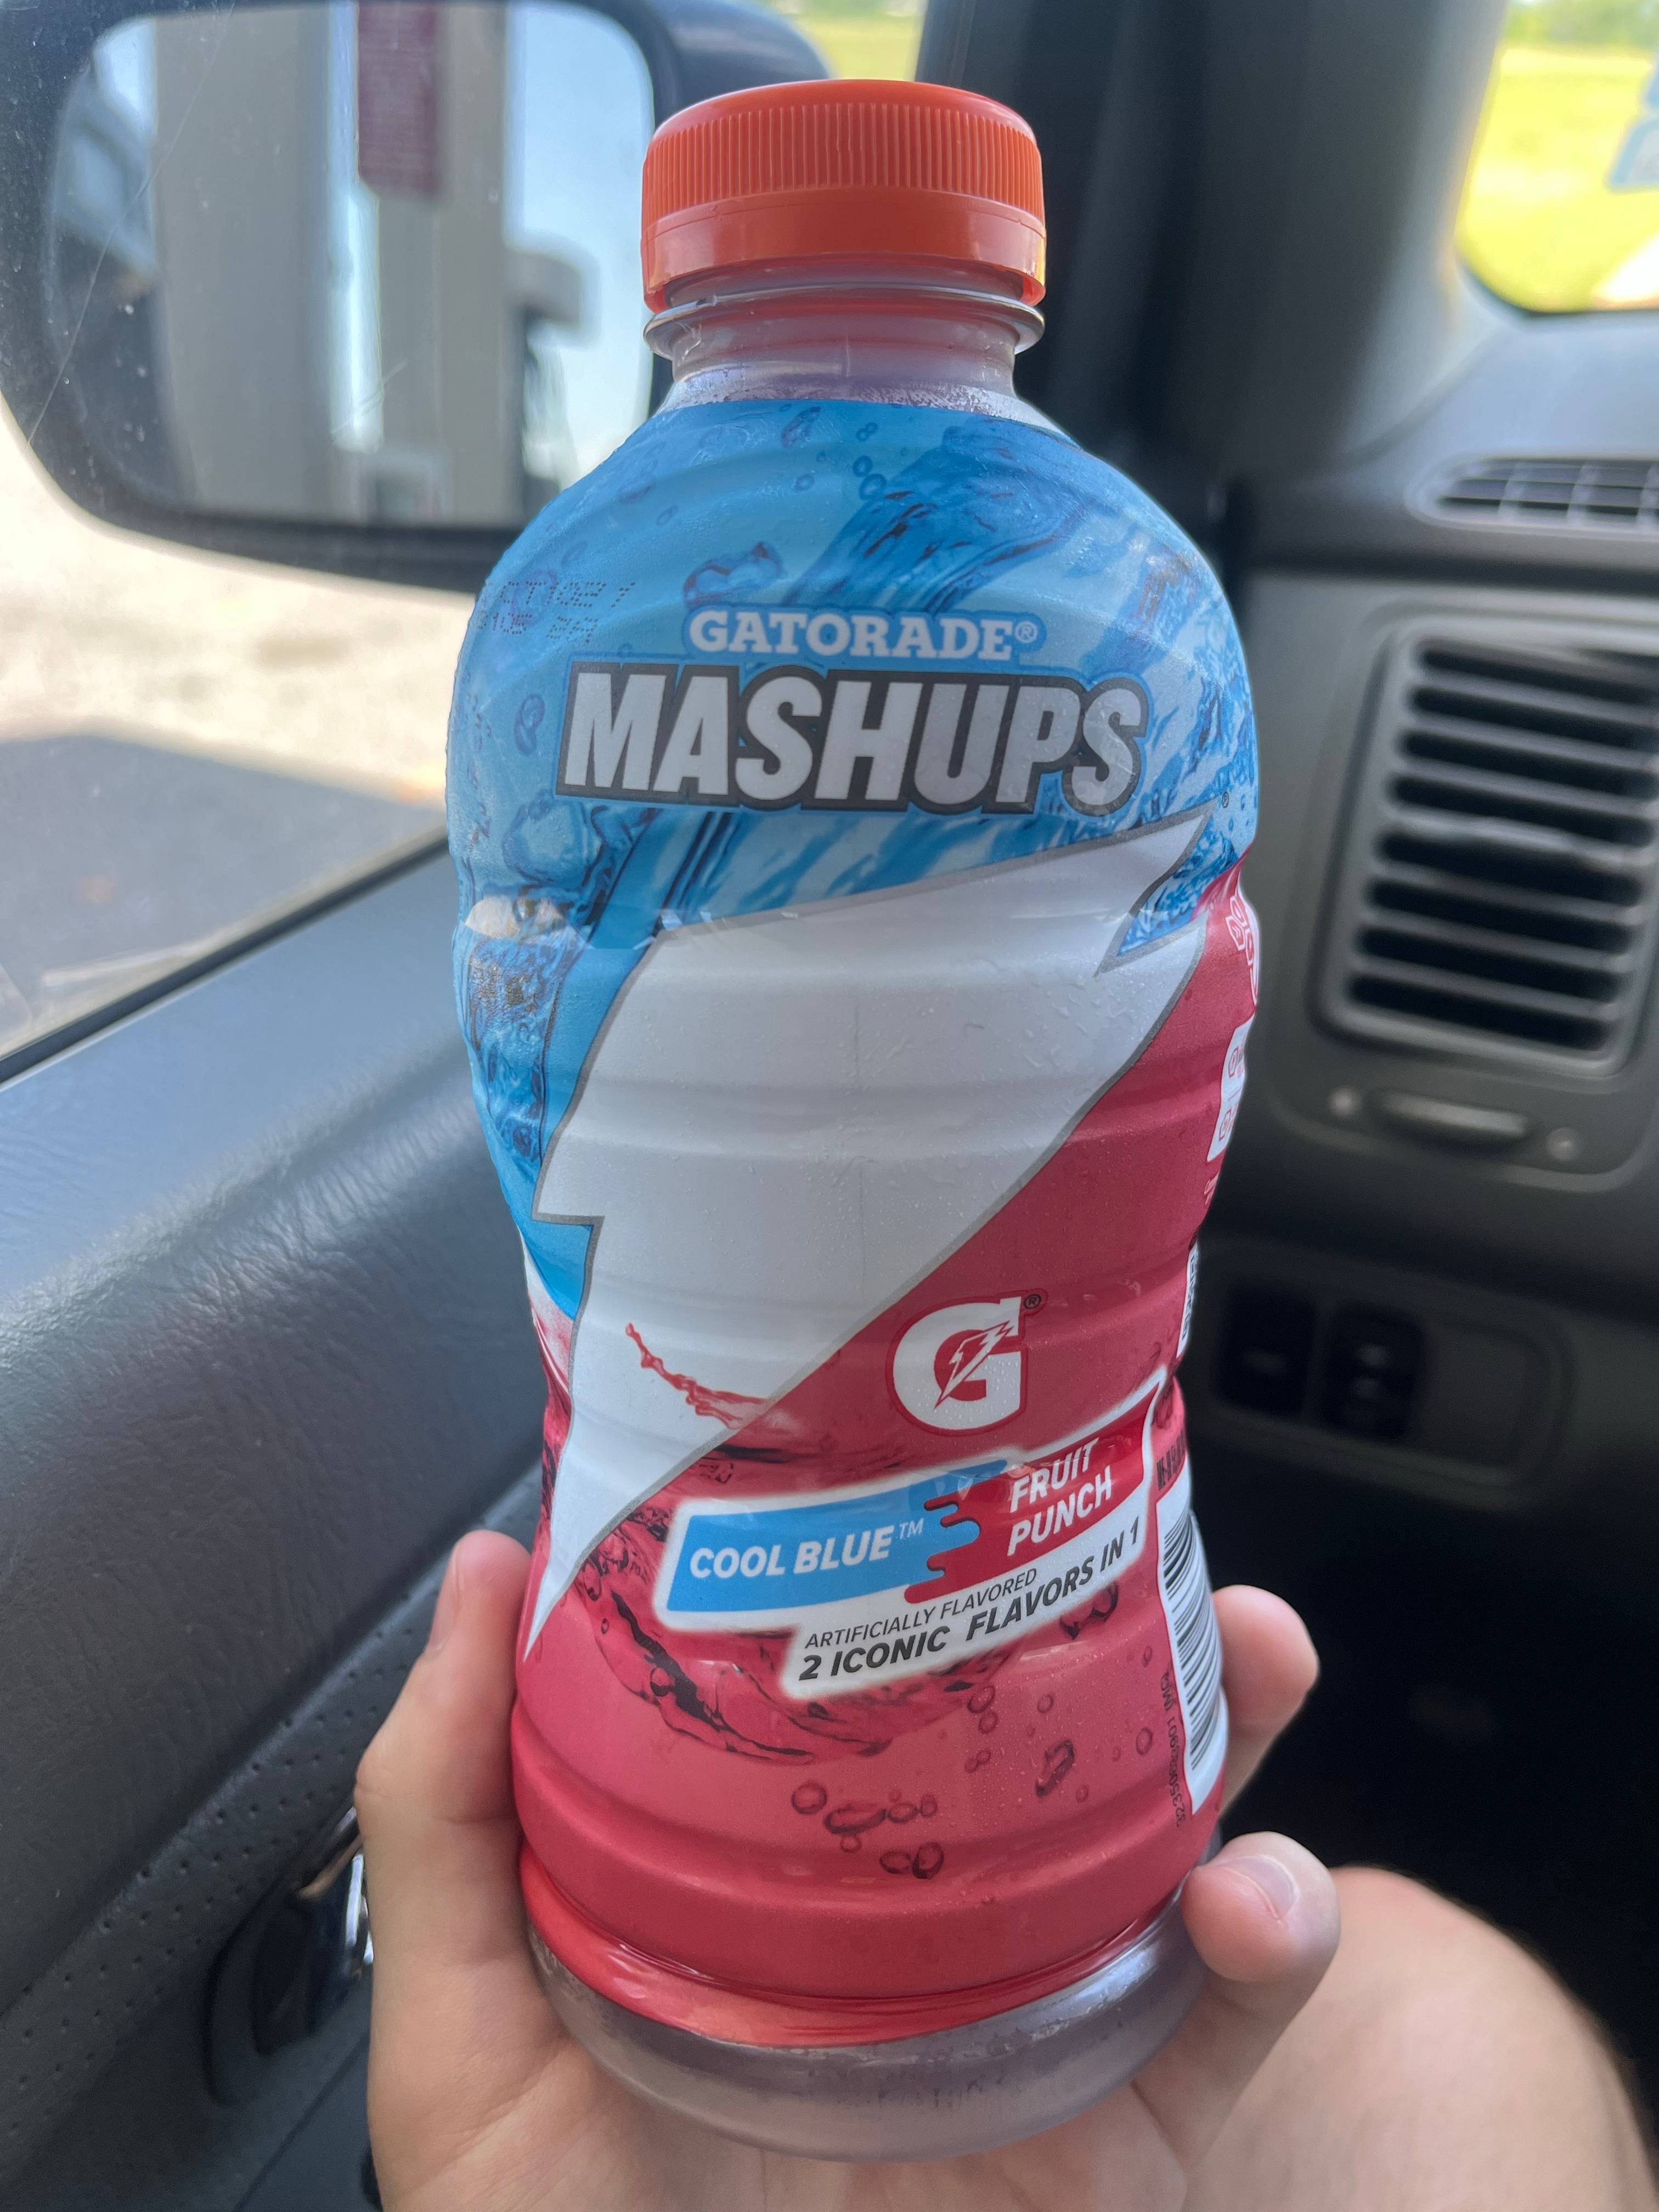 GATORADE®
MASHUPS
G®
COOL BLUE™
FRUIT
PUNCH
ARTIFICIALLY FLAVORED
2 ICONIC FLAVORS IN 1